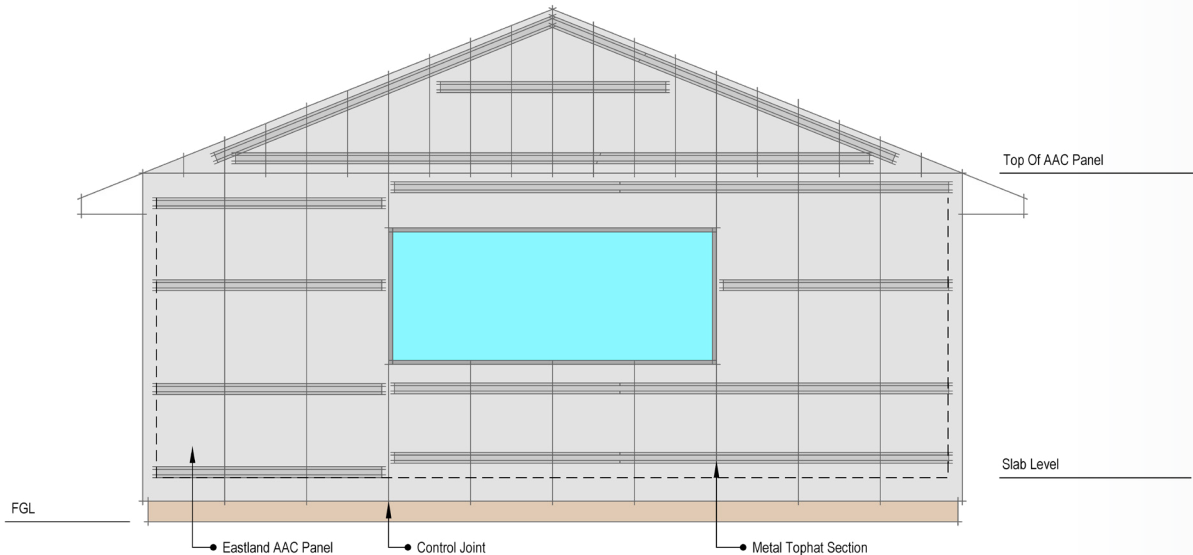 Top Of AAC Panel
Slab Level
FGL
Eastland AAC Panel
Control Joint
Metal Tophat Section